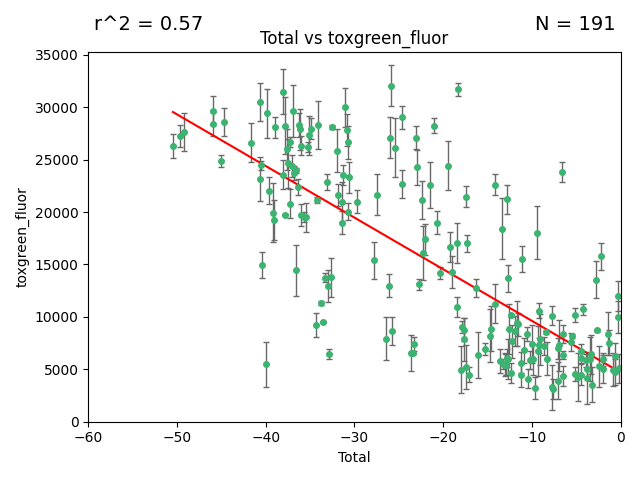 r^2 = 0.57 N = 191
Total vs toxgreen_fluor
35000
30000
25000
20000
15000
10000
5000
0
toxgreen_fluor
−60 −50 −40 −30 −20 −10 0
Total